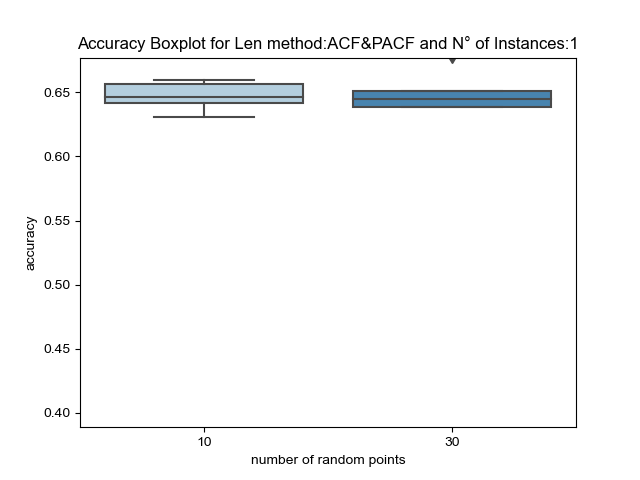 Accuracy Boxplot for Len method:ACF&PACF and N° of Instances:1
0.65
0.60
0.55
0.50
0.45
0.40
accuracy
10
30
number of random points